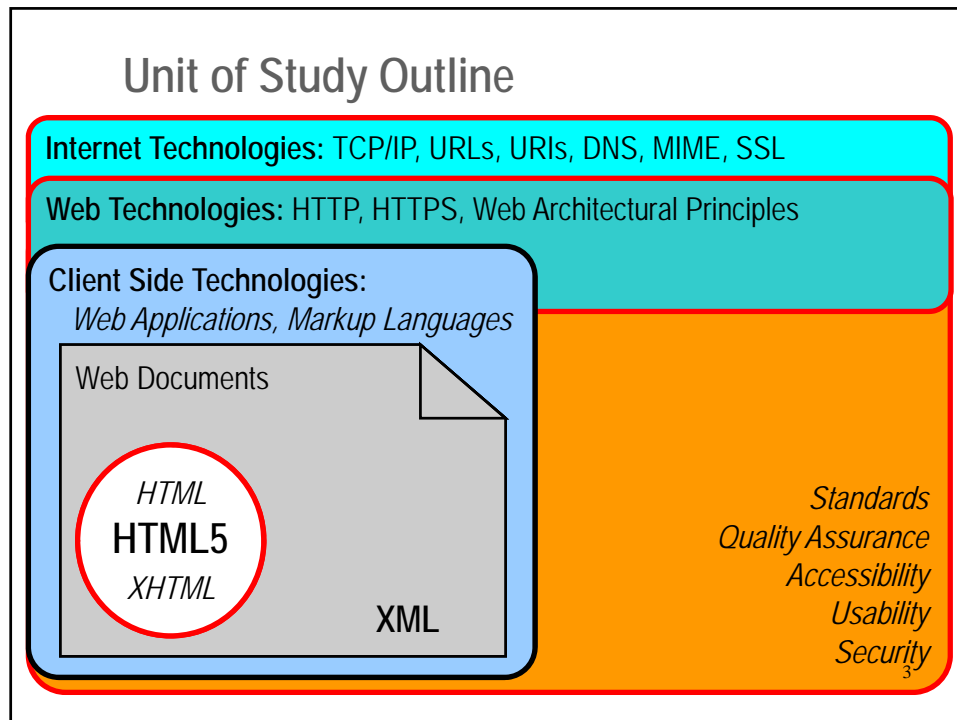 Unit of Study Outline
Internet Technologies: TCP/IP, URLs, URIs, DNS, MIME, SSL
Web Technologies: HTTP, HTTPS, Web Architectural Principles
Client Side Technologies:
Web Applications, Markup Languages
Web Documents
HTML
HTML5
XHTML
XML
Standards
Quality Assurance
Accessibility
Usability
Security
3